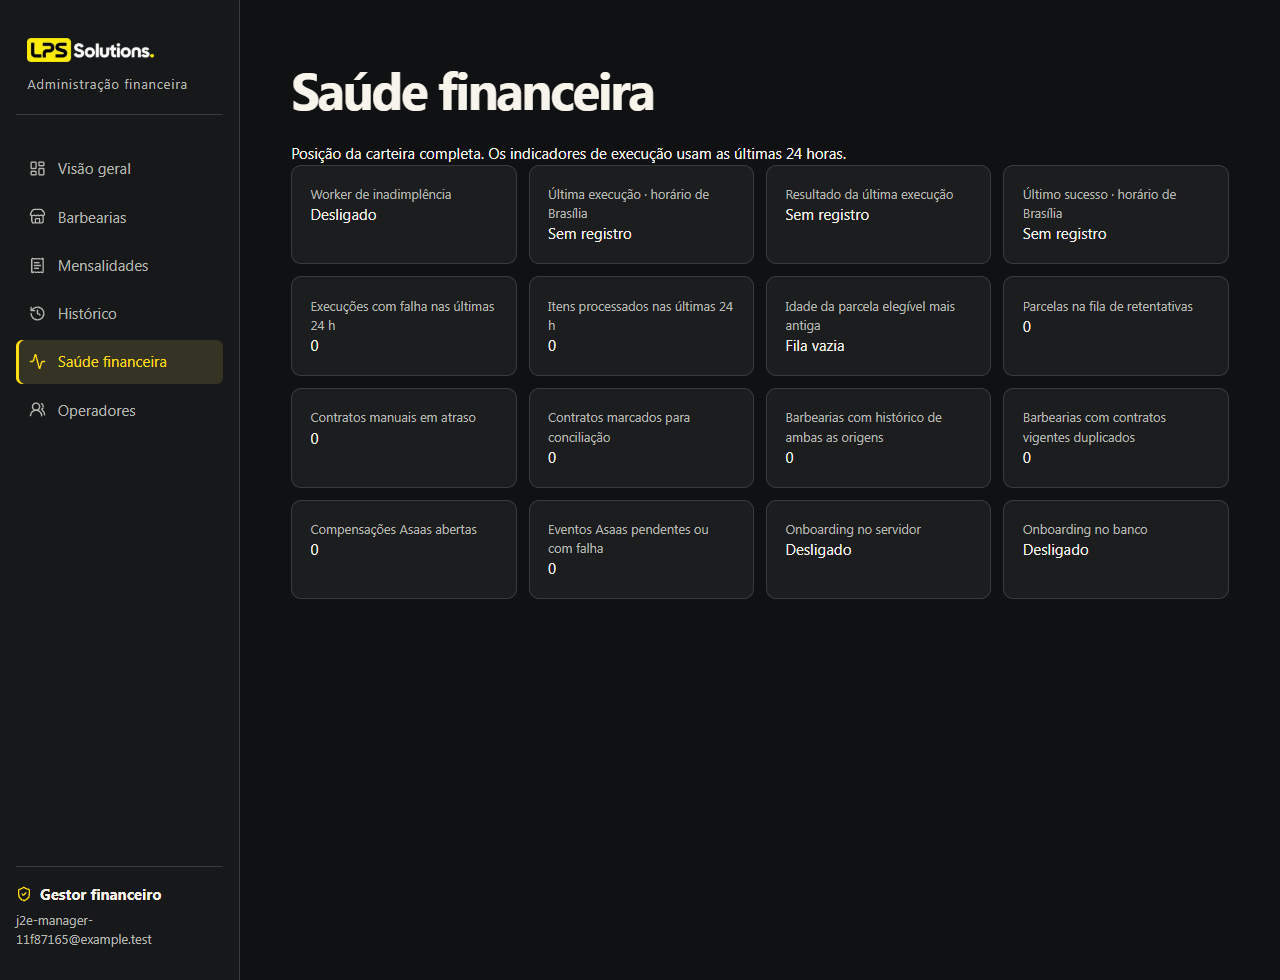 LPS Solutions.
Administração financeira
Visão geral
Barbearias
Mensalidades
Histórico
Saúde financeira
Operadores
Gestor financeiro
j2e-manager-
11f87165@example.test
Saúde financeira
Posição da carteira completa. Os indicadores de execução usam as últimas 24 horas.
Worker de inadimplência
Desligado
Última execução · horário de
Brasília
Sem registro
Resultado da última execução
Sem registro
Último sucesso · horário de
Brasília
Sem registro
Execuções com falha nas últimas
24 h
0
Itens processados nas últimas 24
h
0
Idade da parcela elegível mais
antiga
Fila vazia
Parcelas na fila de retentativas
0
Contratos manuais em atraso
0
Contratos marcados para
conciliação
0
Barbearias com histórico de
ambas as origens
0
Barbearias com contratos
vigentes duplicados
0
Compensações Asaas abertas
0
Eventos Asaas pendentes ou
com falha
0
Onboarding no servidor
Desligado
Onboarding no banco
Desligado